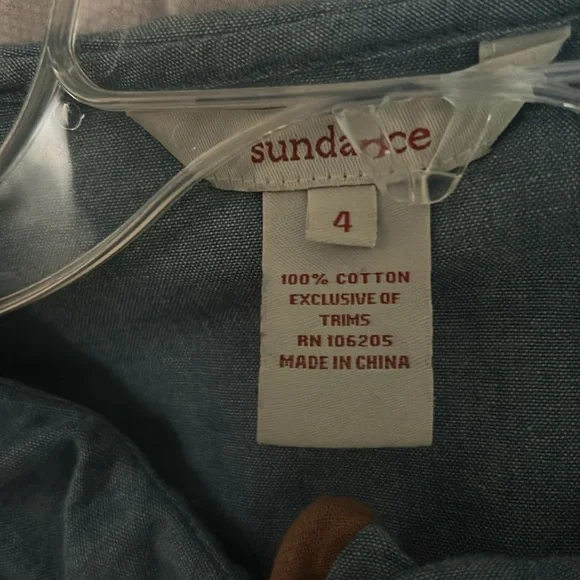 sundance
4
100% COTTON
EXCLUSIVE OF
TRIMS
RN 106205
MADE IN CHINA